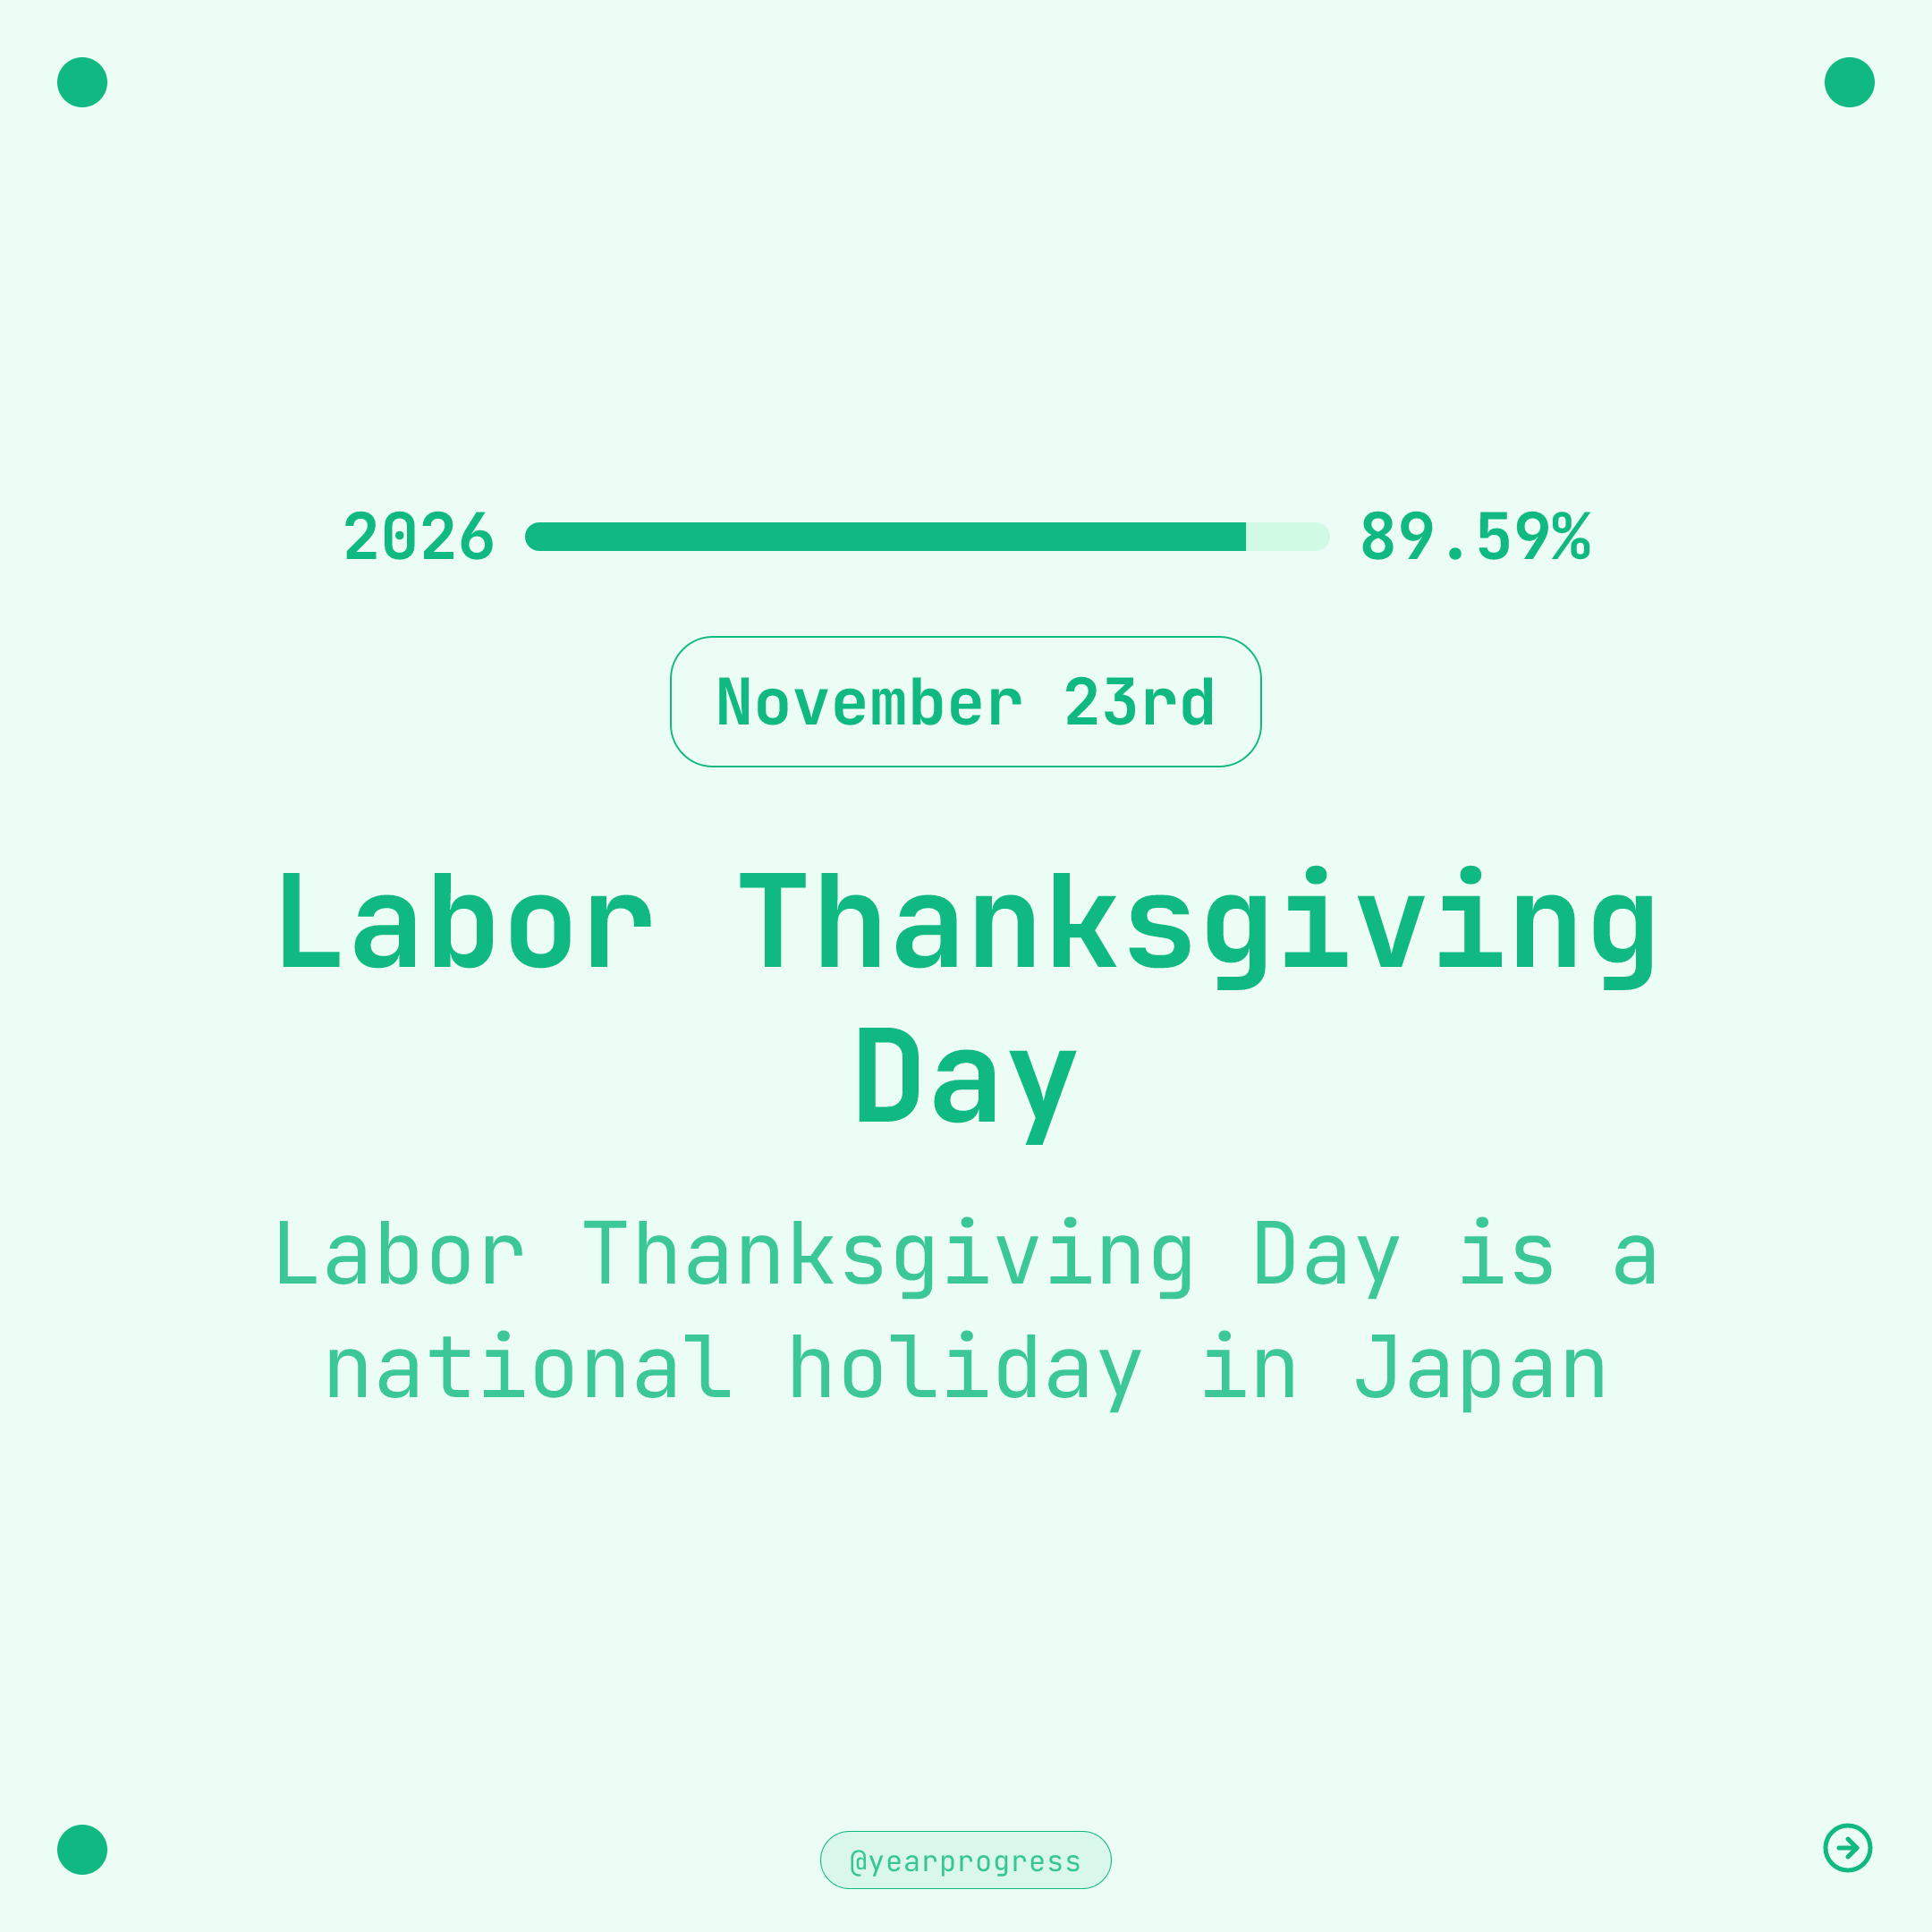 2026 89.59%
November 23rd
Labor Thanksgiving
Day
Labor Thanksgiving Day is a
national holiday in Japan
@yearprogress